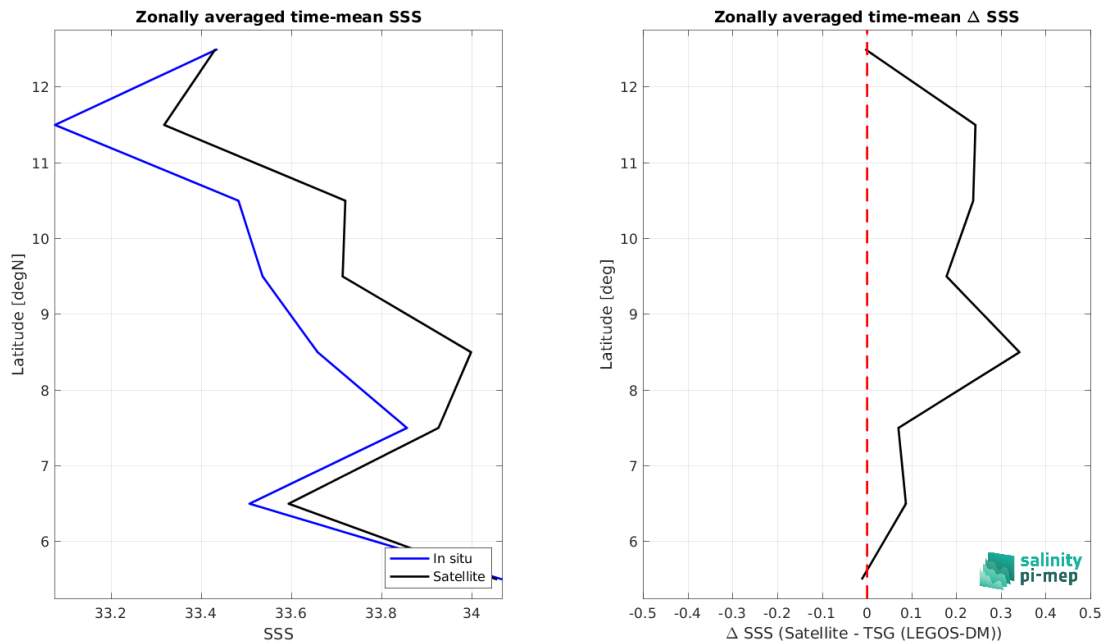 Zonally averaged time-mean SSS
Latitude [degN]
12
11
10
9
8
7
6
33.2 33.4 33.6 33.8 34
SSS
In situ
Satellite
Zonally averaged time-mean Δ SSS
Latitude [deg]
12
11
10
9
8
7
6
-0.5 -0.4 -0.3 -0.2 -0.1 0 0.1 0.2 0.3 0.4 0.5
Δ SSS (Satellite - TSG (LEGOS-DM))
salinity
pi-mep